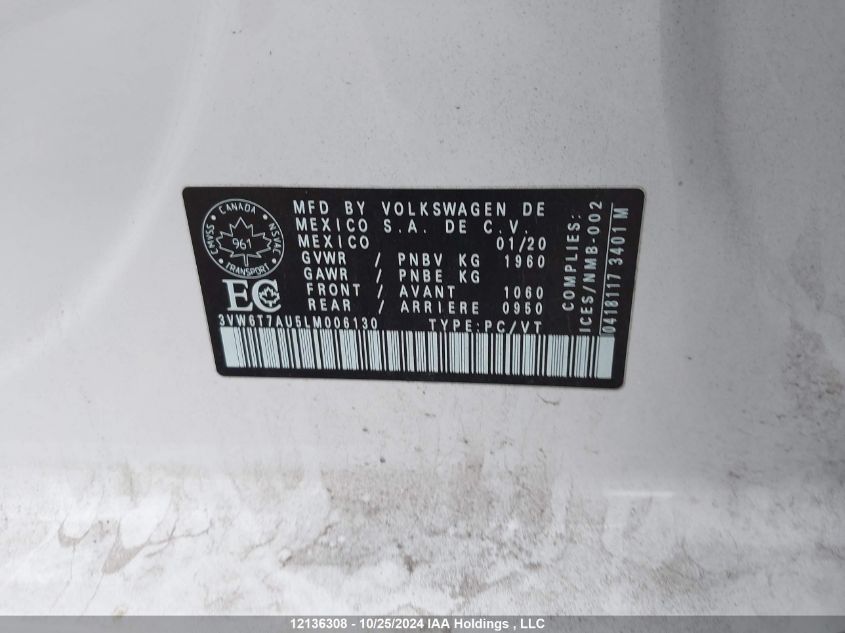 CANADA
CMVSS
NSVAC
961
TRANSPORT
EC
MFD BY VOLKSWAGEN DE
MEXICO S.A. DE C.V.
MEXICO 01/20
GVWR / PNBV KG 1960
GAWR / PNBE KG
FRONT / AVANT 1060
REAR / ARRIERE 0950
3VW6T7AU5LM006130 TYPE:PC/VT
COMPLIES:
ICES/NMB-002
04181117 3401 M
12136308 - 10/25/2024 IAA Holdings , LLC